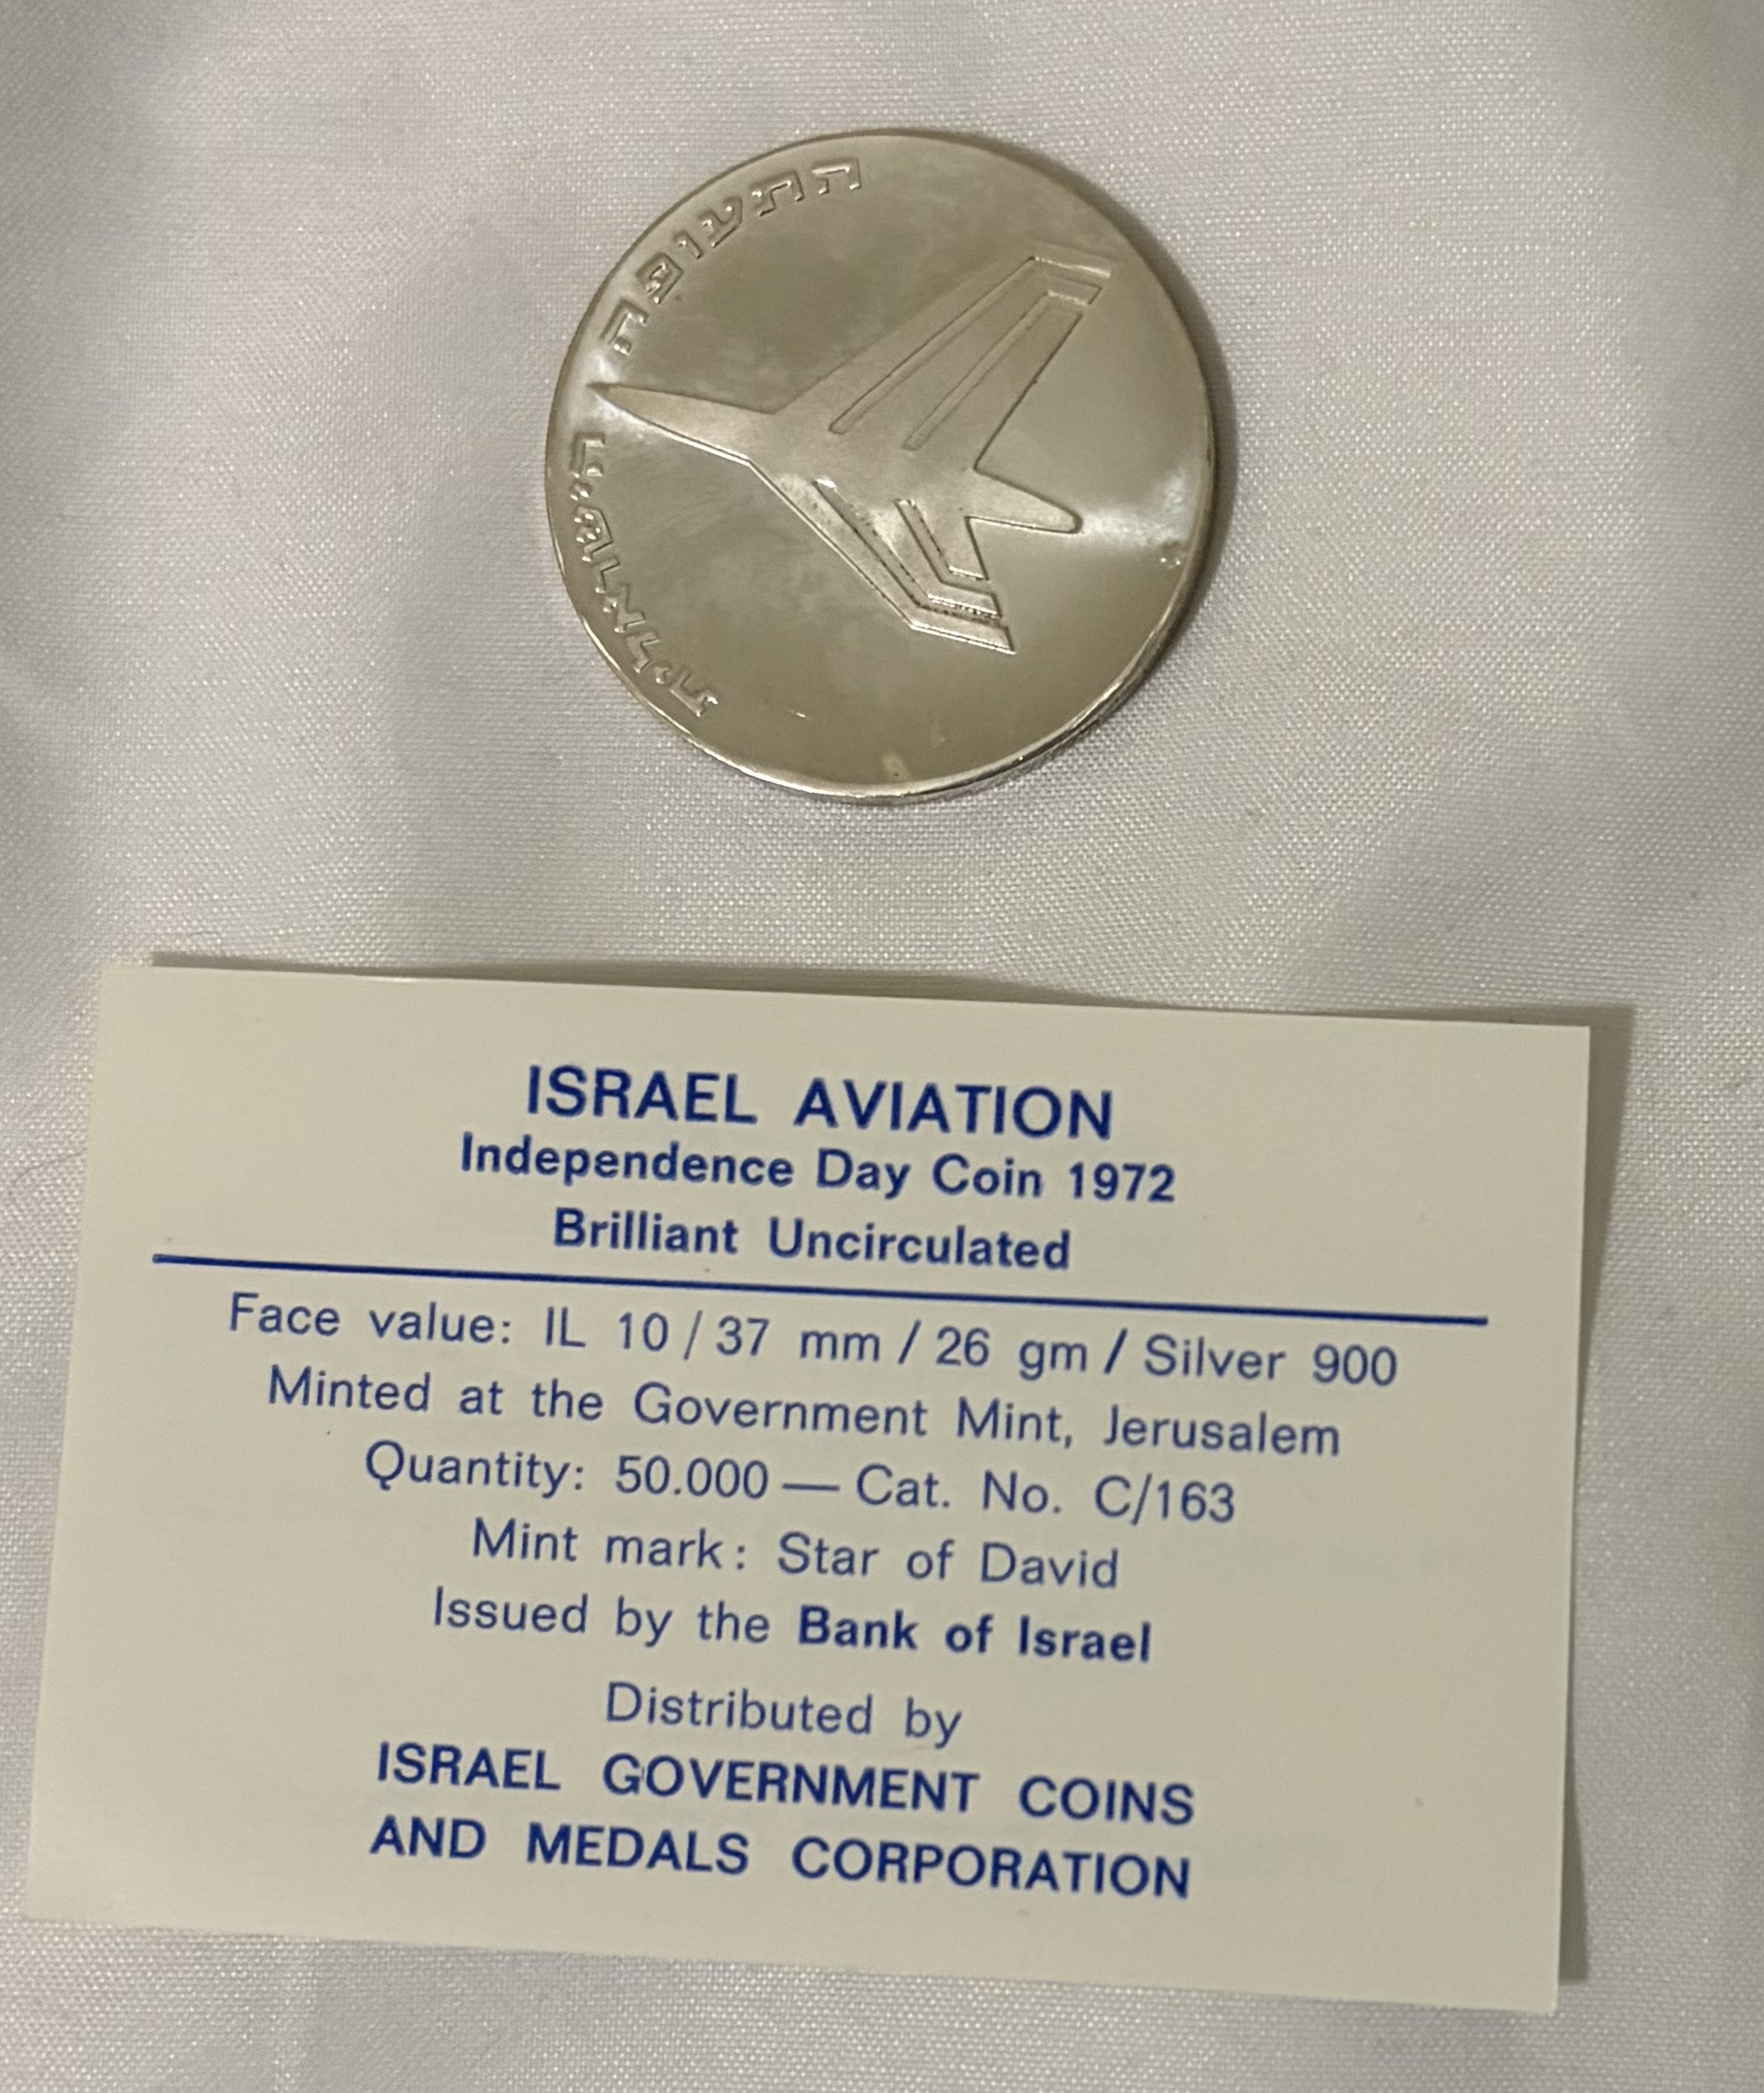 התעופה
הישראלית
ISRAEL AVIATION
Independence Day Coin 1972
Brilliant Uncirculated
Face value: IL 10 / 37 mm / 26 gm / Silver 900
Minted at the Government Mint, Jerusalem
Quantity: 50.000 — Cat. No. C/163
Mint mark: Star of David
Issued by the Bank of Israel
Distributed by
ISRAEL GOVERNMENT COINS
AND MEDALS CORPORATION